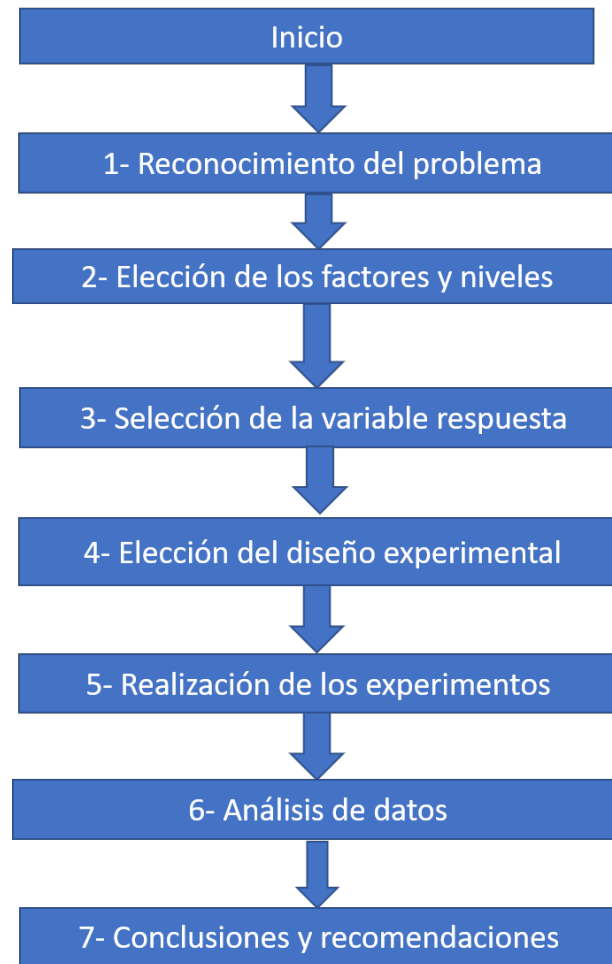 Inicio
1- Reconocimiento del problema
2- Elección de los factores y niveles
3- Selección de la variable respuesta
4- Elección del diseño experimental
5- Realización de los experimentos
6- Análisis de datos
7- Conclusiones y recomendaciones